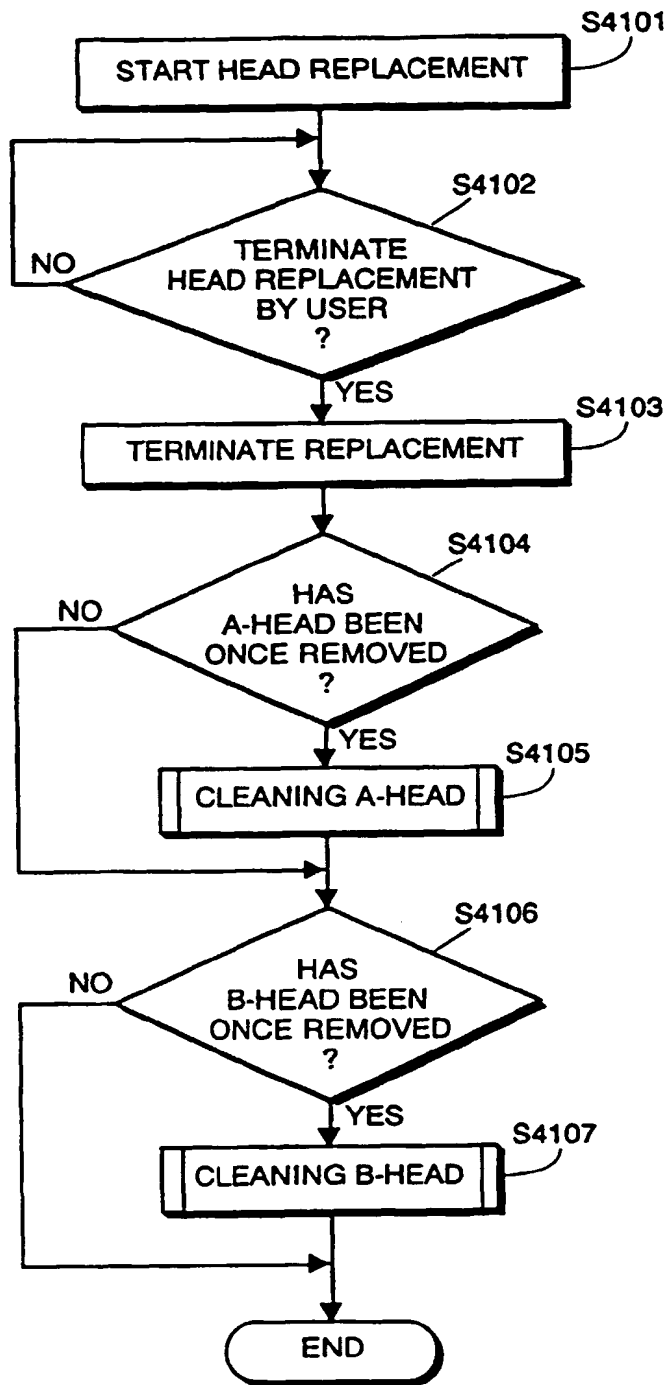 S4101
START HEAD REPLACEMENT
S4102
NO
TERMINATE
HEAD REPLACEMENT
BY USER
?
YES
S4103
TERMINATE REPLACEMENT
S4104
NO
HAS
A-HEAD BEEN
ONCE REMOVED
?
YES
S4105
CLEANING A-HEAD
S4106
NO
HAS
B-HEAD BEEN
ONCE REMOVED
?
YES
S4107
CLEANING B-HEAD
END